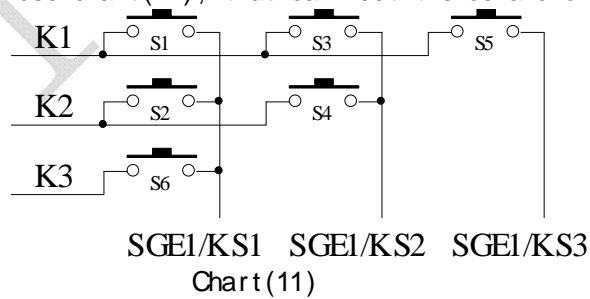 K1 S1 S3 S5
K2 S2 S4
K3 S6
SGE1/KS1 SGE1/KS2 SGE1/KS3
Chart (11)